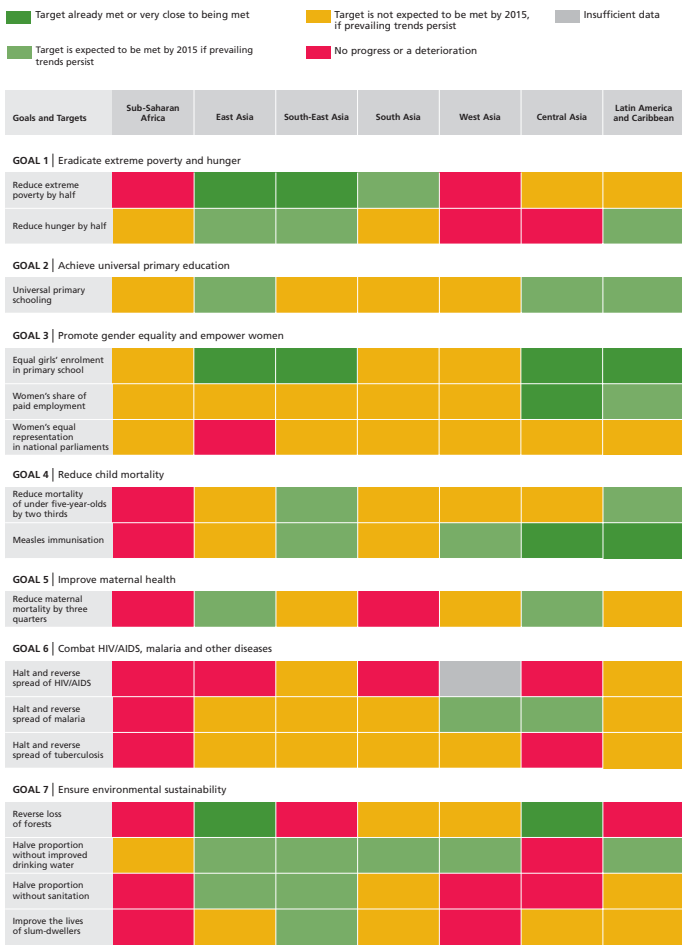 Target already met or very close to being met
Target is not expected to be met by 2015,
if prevailing trends persist
Insufficient data
Target is expected to be met by 2015 if prevailing
trends persist
No progress or a deterioration
Goals and Targets
Sub-Saharan
Africa
East Asia
South-East Asia
South Asia
West Asia
Central Asia
Latin America
and Caribbean
GOAL 1 | Eradicate extreme poverty and hunger
Reduce extreme
poverty by half
Reduce hunger by half
GOAL 2 | Achieve universal primary education
Universal primary
schooling
GOAL 3 | Promote gender equality and empower women
Equal girls' enrolment
in primary school
Women's share of
paid employment
Women's equal
representation
in national parliaments
GOAL 4 | Reduce child mortality
Reduce mortality
of under five-year-olds
by two thirds
Measles immunisation
GOAL 5 | Improve maternal health
Reduce maternal
mortality by three
quarters
GOAL 6 | Combat HIV/AIDS, malaria and other diseases
Halt and reverse
spread of HIV/AIDS
Halt and reverse
spread of malaria
Halt and reverse
spread of tuberculosis
GOAL 7 | Ensure environmental sustainability
Reverse loss
of forests
Halve proportion
without improved
drinking water
Halve proportion
without sanitation
Improve the lives
of slum-dwellers